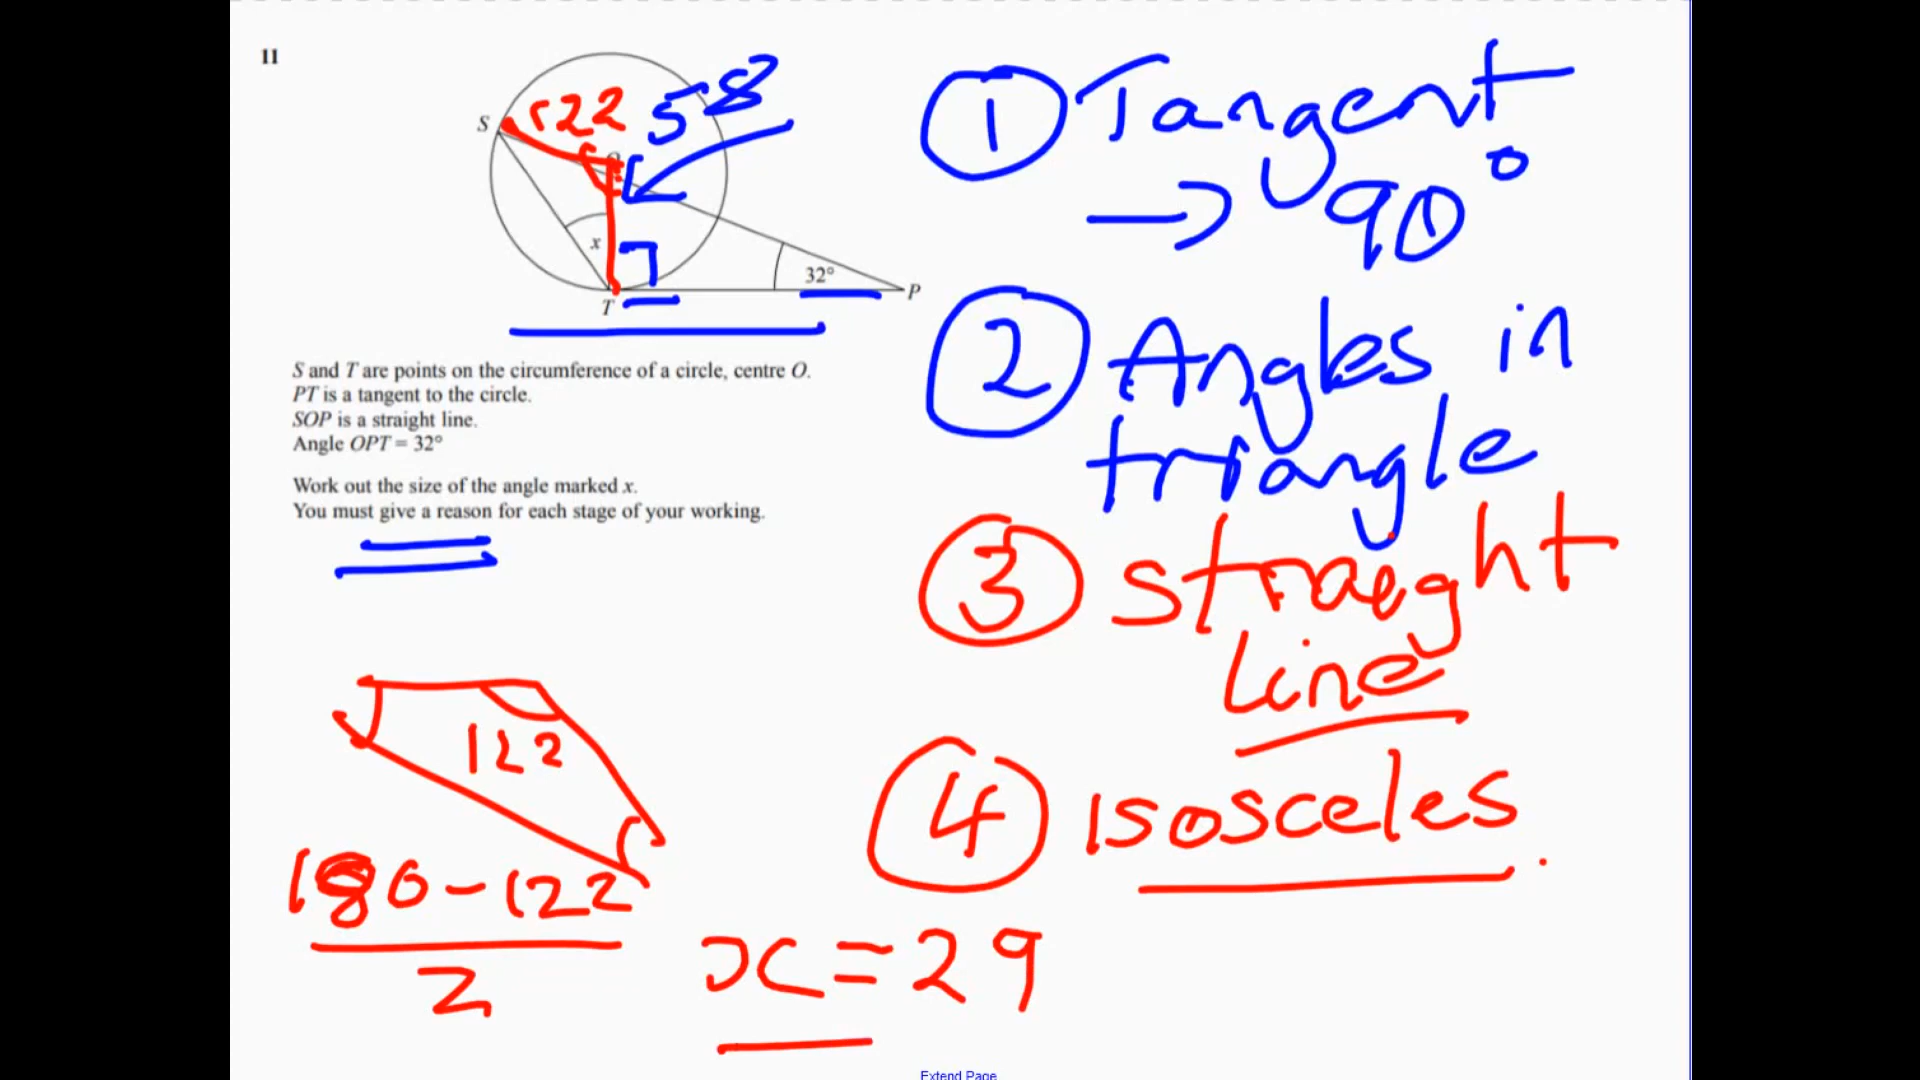 11
S
122
58
O
x
32°
T
P
S and T are points on the circumference of a circle, centre O.
PT is a tangent to the circle.
SOP is a straight line.
Angle OPT = 32°
Work out the size of the angle marked x.
You must give a reason for each stage of your working.
122
180-122
2
x = 29
1 Tangent
→ 90°
2 Angles in
triangle
3 straight
line
4 isosceles.
Extend Page